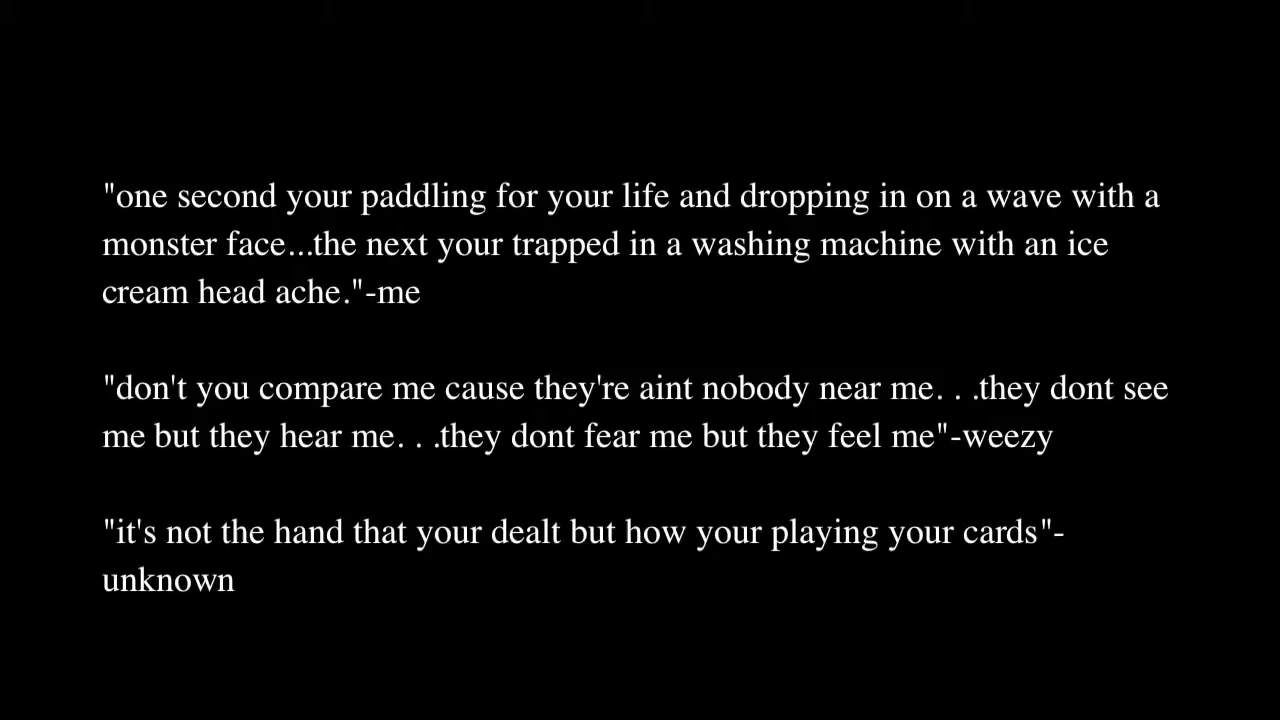 "one second your paddling for your life and dropping in on a wave with a
monster face...the next your trapped in a washing machine with an ice
cream head ache."-me
"don't you compare me cause they're aint nobody near me. . .they dont see
me but they hear me. . .they dont fear me but they feel me"-weezy
"it's not the hand that your dealt but how your playing your cards"-
unknown